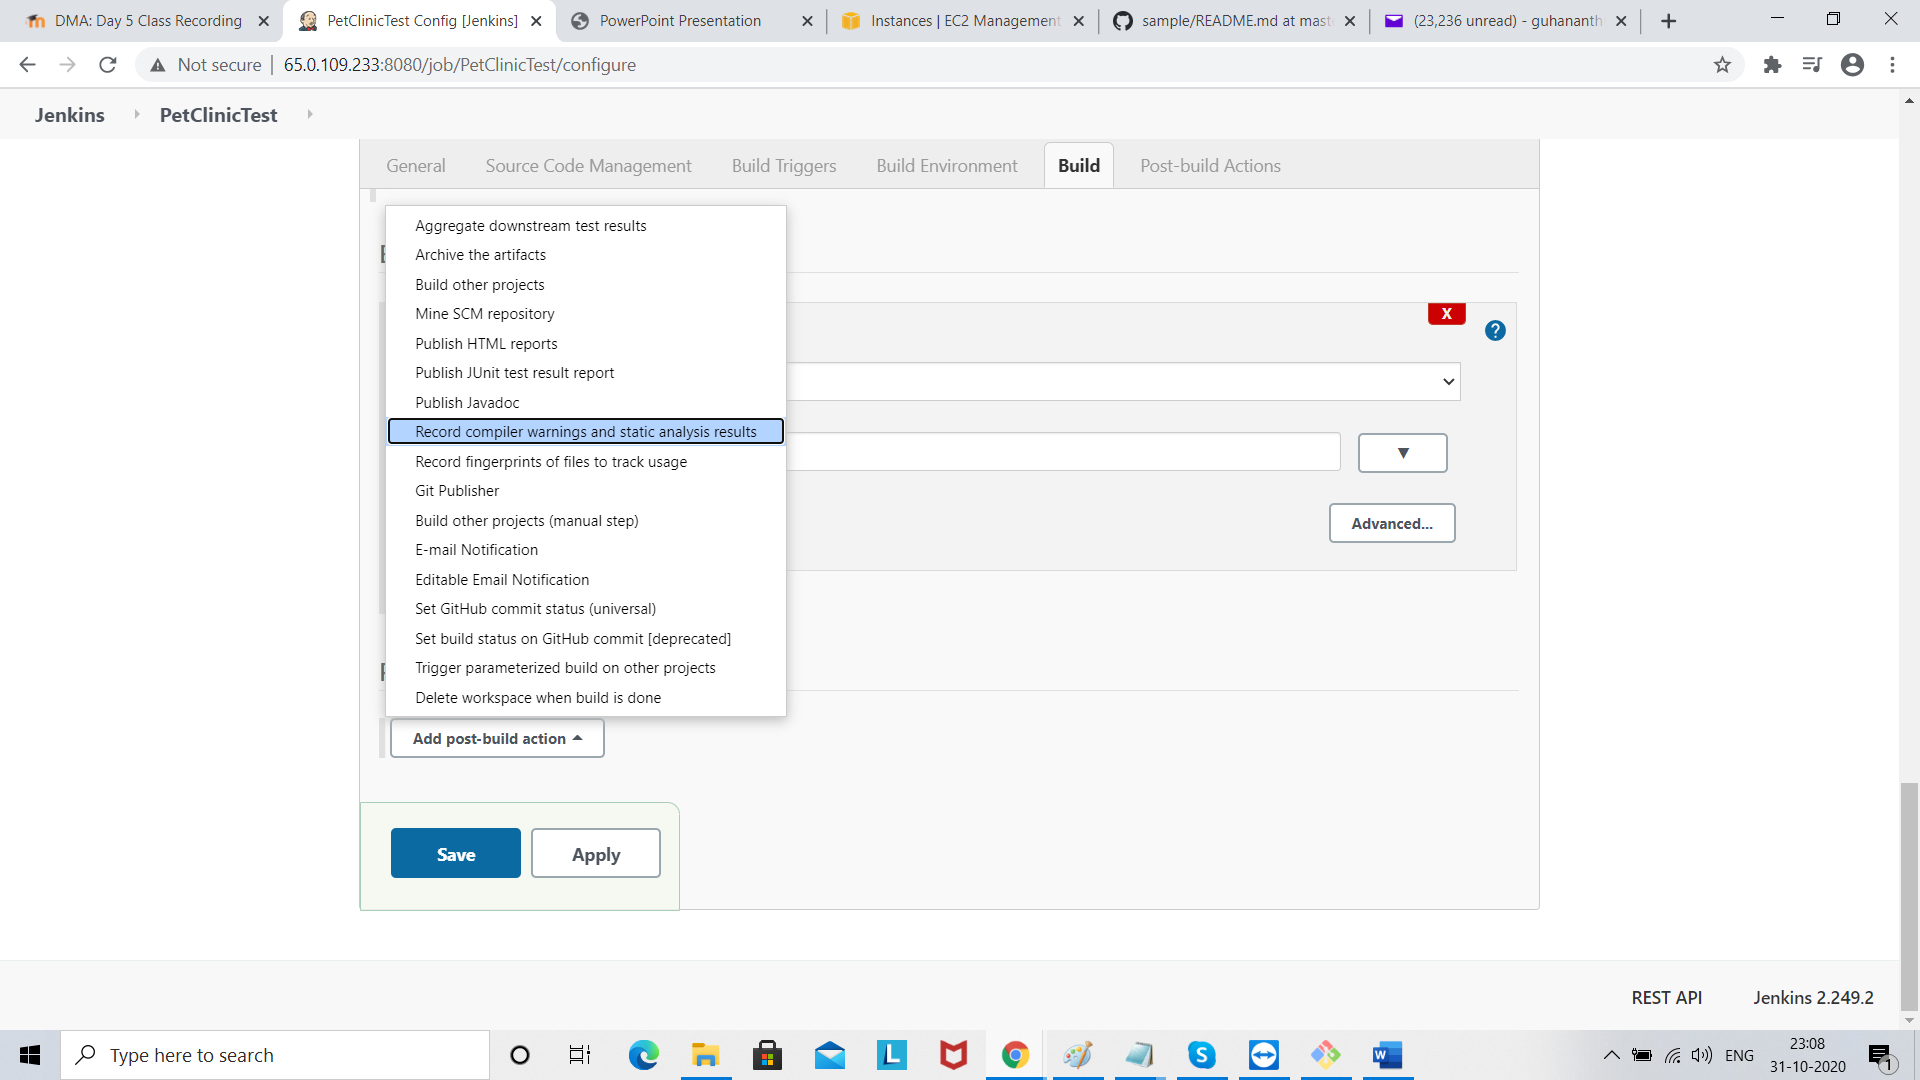 DMA: Day 5 Class Recording
PetClinicTest Config [Jenkins]
PowerPoint Presentation
Instances | EC2 Management
sample/README.md at mast
(23,236 unread) - guhananth
Not secure
65.0.109.233:8080/job/PetClinicTest/configure
Jenkins
PetClinicTest
General
Source Code Management
Build Triggers
Build Environment
Build
Post-build Actions
Aggregate downstream test results
Archive the artifacts
Build other projects
Mine SCM repository
Publish HTML reports
Publish JUnit test result report
Publish Javadoc
Record compiler warnings and static analysis results
Record fingerprints of files to track usage
Git Publisher
Build other projects (manual step)
E-mail Notification
Editable Email Notification
Set GitHub commit status (universal)
Set build status on GitHub commit [deprecated]
Trigger parameterized build on other projects
Delete workspace when build is done
X
?
Advanced...
Add post-build action
Save
Apply
REST API
Jenkins 2.249.2
Type here to search
ENG
23:08
31-10-2020
1